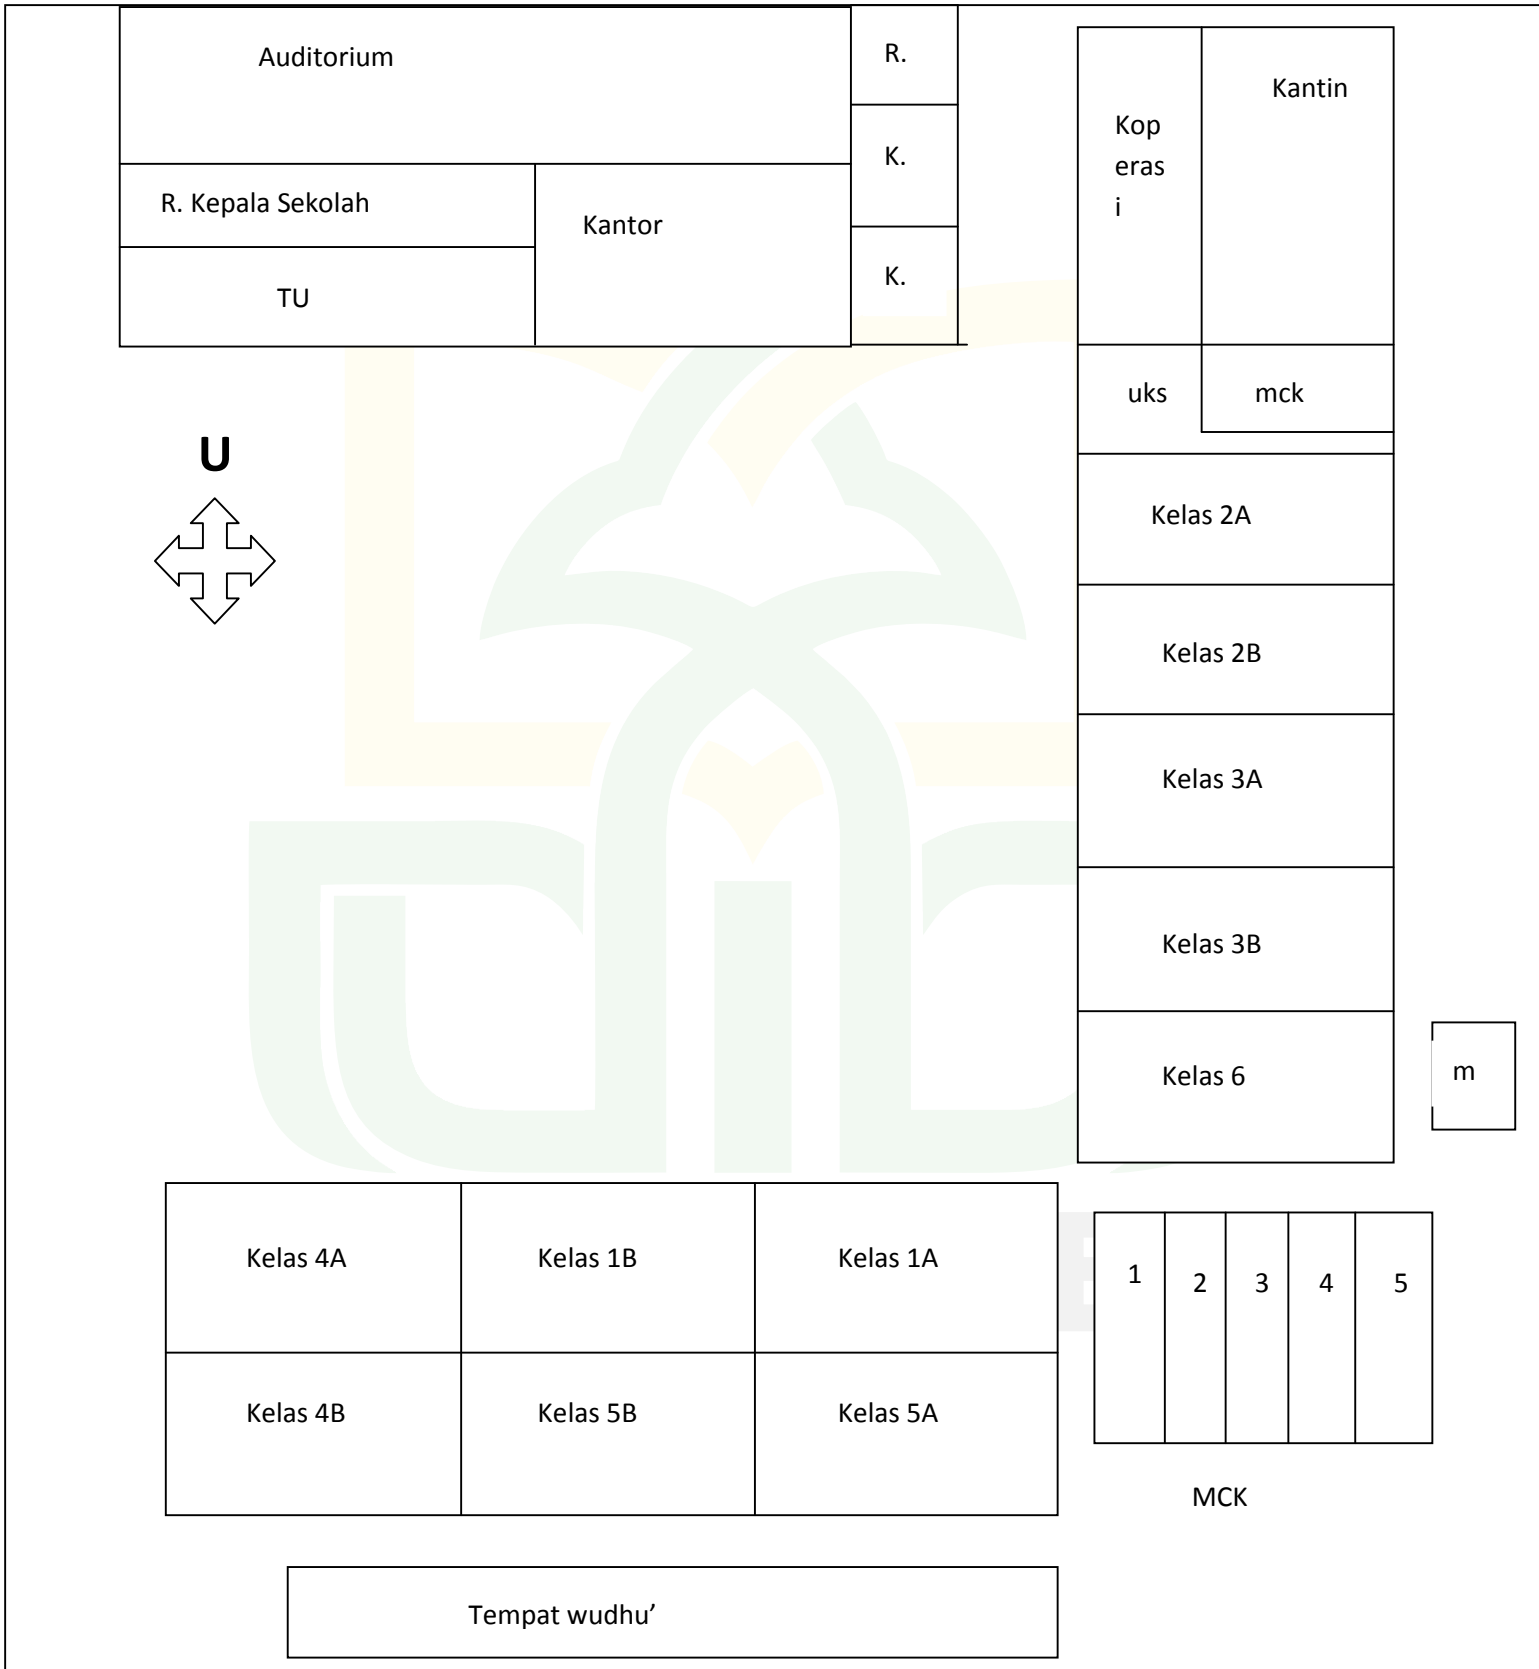 Auditorium
R.
Kantin
Kop
eras
i
K.
R. Kepala Sekolah
Kantor
K.
TU
uks
mck
U
Kelas 2A
Kelas 2B
Kelas 3A
Kelas 3B
Kelas 6
m
Kelas 4A
Kelas 1B
Kelas 1A
1
2
3
4
5
Kelas 4B
Kelas 5B
Kelas 5A
MCK
Tempat wudhu’